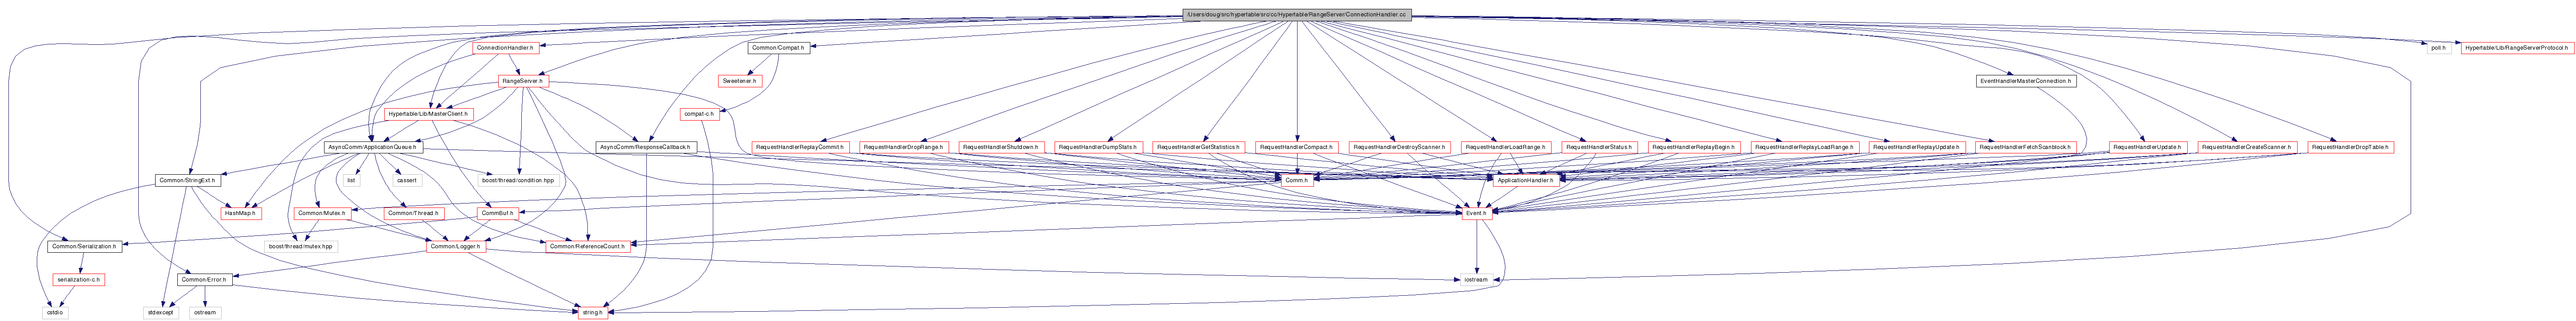 /Users/doug/src/hypertable/src/cc/Hypertable/RangeServer/ConnectionHandler.cc
ConnectionHandler.h
Common/Compat.h
poll.h
Hypertable/Lib/RangeServerProtocol.h
RangeServer.h
Sweetener.h
EventHandlerMasterConnection.h
Hypertable/Lib/MasterClient.h
compat-c.h
AsyncComm/ApplicationQueue.h
AsyncComm/ResponseCallback.h
RequestHandlerReplayCommit.h
RequestHandlerDropRange.h
RequestHandlerShutdown.h
RequestHandlerDumpStats.h
RequestHandlerGetStatistics.h
RequestHandlerCompact.h
RequestHandlerDestroyScanner.h
RequestHandlerLoadRange.h
RequestHandlerStatus.h
RequestHandlerReplayBegin.h
RequestHandlerReplayLoadRange.h
RequestHandlerReplayUpdate.h
RequestHandlerFetchScanblock.h
RequestHandlerUpdate.h
RequestHandlerCreateScanner.h
RequestHandlerDropTable.h
Common/StringExt.h
list
cassert
boost/thread/condition.hpp
Comm.h
ApplicationHandler.h
HashMap.h
Common/Mutex.h
Common/Thread.h
CommBuf.h
Event.h
Common/Serialization.h
boost/thread/mutex.hpp
Common/Logger.h
Common/ReferenceCount.h
serialization-c.h
Common/Error.h
iostream
cstdio
stdexcept
ostream
string.h